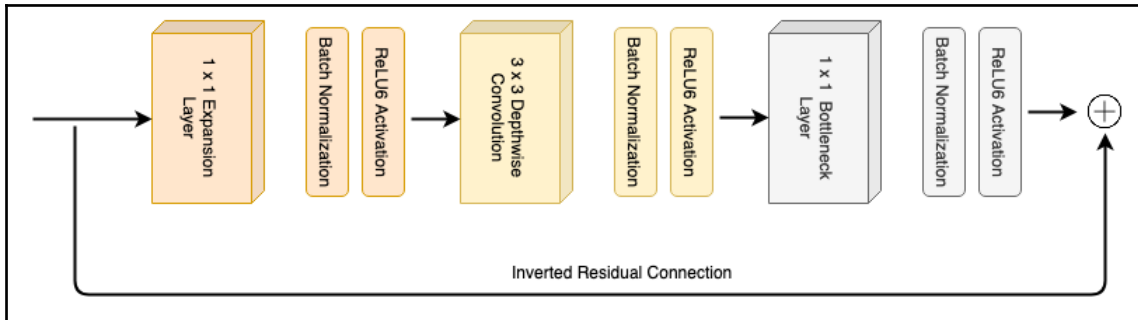 1 x 1 Expansion
Layer
Batch Normalization
ReLU6 Activation
3 x 3 Depthwise
Convolution
Batch Normalization
ReLU6 Activation
1 x 1 Bottleneck
Layer
Batch Normalization
ReLU6 Activation
Inverted Residual Connection